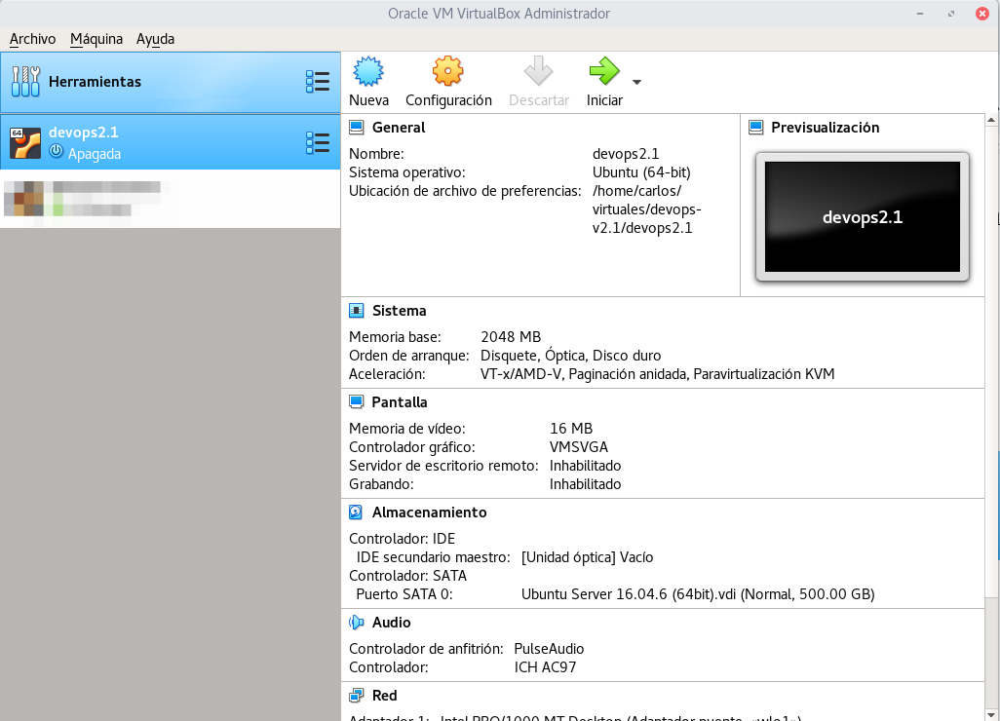 Oracle VM VirtualBox Administrador
Archivo Máquina Ayuda
Herramientas
64
devops2.1
Apagada
Nueva Configuración Descartar Iniciar
General
Nombre: devops2.1
Sistema operativo: Ubuntu (64-bit)
Ubicación de archivo de preferencias: /home/carlos/
virtuales/devops-
v2.1/devops2.1
Previsualización
devops2.1
Sistema
Memoria base: 2048 MB
Orden de arranque: Disquete, Óptica, Disco duro
Aceleración: VT-x/AMD-V, Paginación anidada, Paravirtualización KVM
Pantalla
Memoria de vídeo: 16 MB
Controlador gráfico: VMSVGA
Servidor de escritorio remoto: Inhabilitado
Grabando: Inhabilitado
Almacenamiento
Controlador: IDE
IDE secundario maestro: [Unidad óptica] Vacío
Controlador: SATA
Puerto SATA 0: Ubuntu Server 16.04.6 (64bit).vdi (Normal, 500.00 GB)
Audio
Controlador de anfitrión: PulseAudio
Controlador: ICH AC97
Red
Adaptador 1: Intel PRO/1000 MT Desktop (Adaptador puente, «wlo1»)